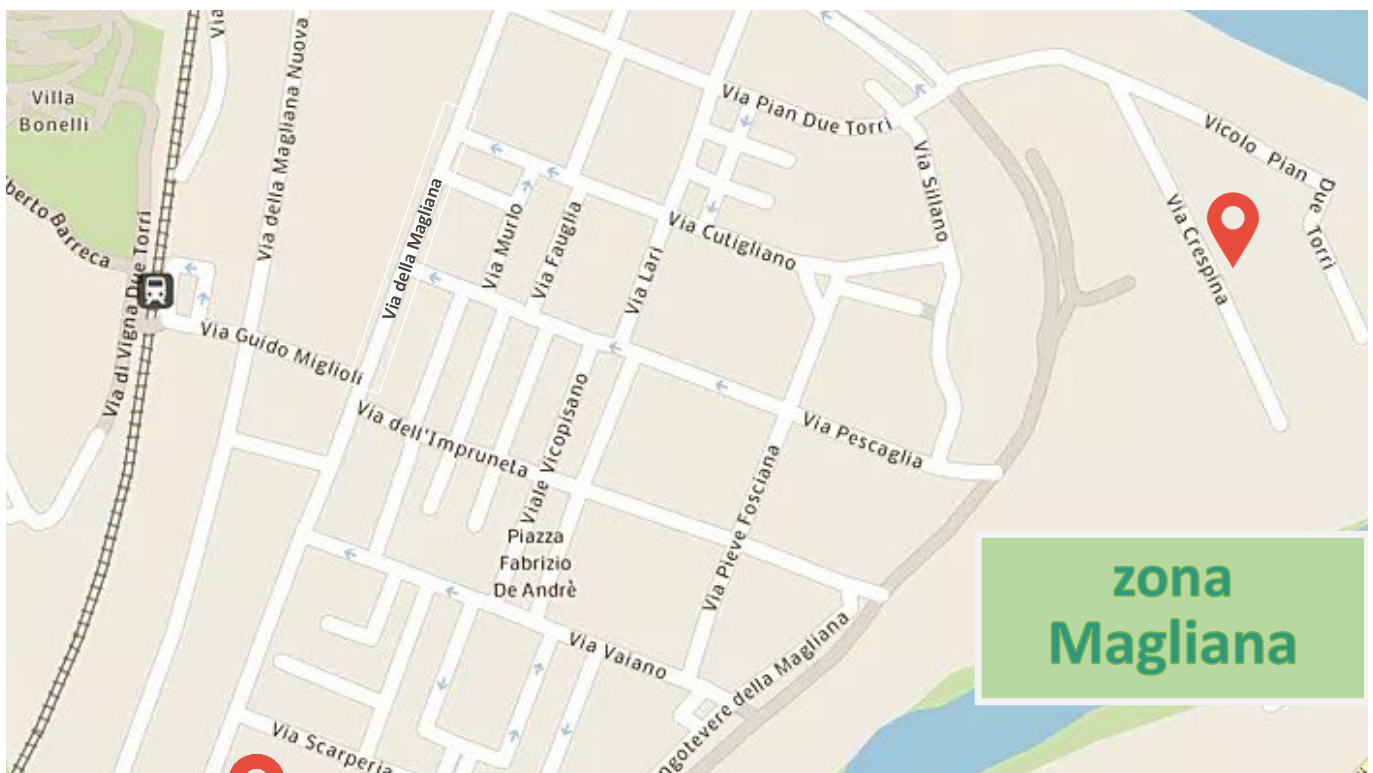 Villa
Bonelli
Via della Magliana Nuova
Via Pian Due Torri
Vicolo Pian Due Torri
Via Sillano
Via Crespina
berto Barreca
Via di Vigna Due Torri
Via della Magliana
Via Murlo
Via Fauglia
Via Lari
Via Cutigliano
Via Guido Miglioli
Via dell'Impruneta
Viale Vicopisano
Via Pescaglia
Via Pieve Fosciana
Piazza
Fabrizio
De Andrè
Via Vaiano
ngotevere della Magliana
Via Scarperia
zona
Magliana